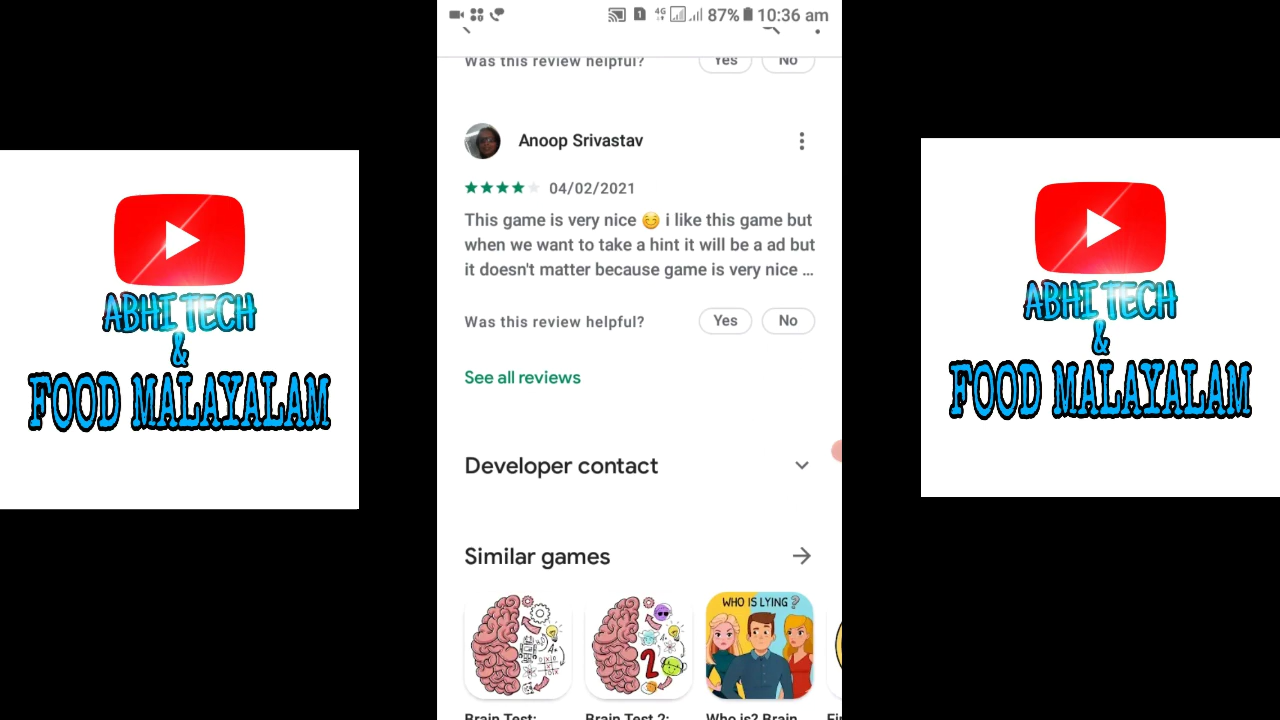 87% 10:36 am
Was this review helpful? Yes No
Anoop Srivastav
04/02/2021
This game is very nice 😊 i like this game but
when we want to take a hint it will be a ad but
it doesn't matter because game is very nice ...
Was this review helpful? Yes No
See all reviews
Developer contact
Similar games
WHO IS LYING?
Brain Test:
Brain Test 2:
Who is? Brain
ABHI TECH
&
FOOD MALAYALAM
ABHI TECH
&
FOOD MALAYALAM